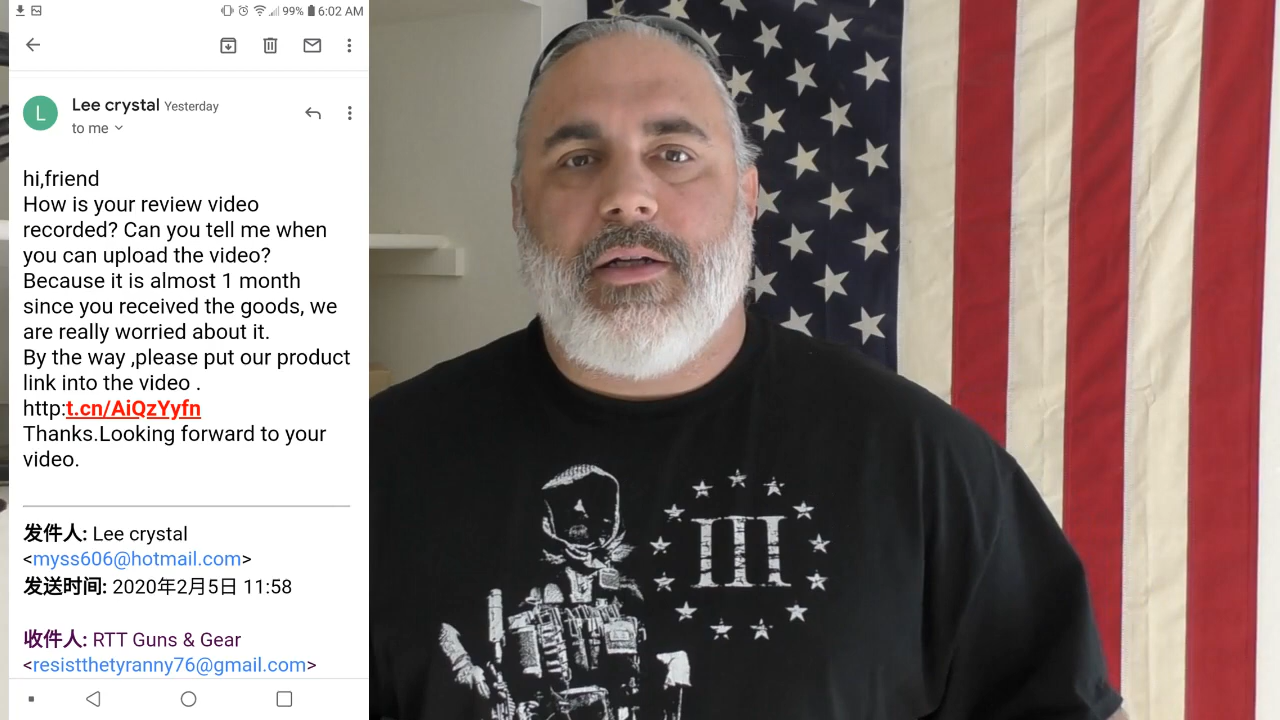 99% 6:02 AM
L
Lee crystal Yesterday
to me
hi,friend
How is your review video
recorded? Can you tell me when
you can upload the video?
Because it is almost 1 month
since you received the goods, we
are really worried about it.
By the way ,please put our product
link into the video .
http:t.cn/AiQzYyfn
Thanks.Looking forward to your
video.
发件人: Lee crystal
<myss606@hotmail.com>
发送时间: 2020年2月5日 11:58
收件人: RTT Guns & Gear
<resistthetyranny76@gmail.com>
III